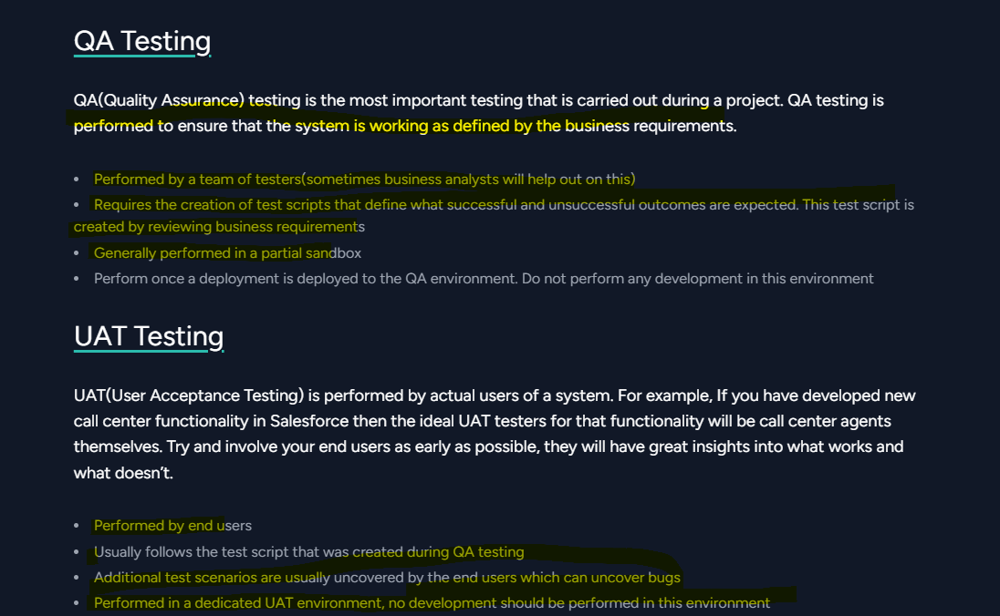 QA Testing
QA(Quality Assurance) testing is the most important testing that is carried out during a project. QA testing is
performed to ensure that the system is working as defined by the business requirements.
• Performed by a team of testers(sometimes business analysts will help out on this)
• Requires the creation of test scripts that define what successful and unsuccessful outcomes are expected. This test script is
created by reviewing business requirements
• Generally performed in a partial sandbox
• Perform once a deployment is deployed to the QA environment. Do not perform any development in this environment
UAT Testing
UAT(User Acceptance Testing) is performed by actual users of a system. For example, If you have developed new
call center functionality in Salesforce then the ideal UAT testers for that functionality will be call center agents
themselves. Try and involve your end users as early as possible, they will have great insights into what works and
what doesn’t.
• Performed by end users
• Usually follows the test script that was created during QA testing
• Additional test scenarios are usually uncovered by the end users which can uncover bugs
• Performed in a dedicated UAT environment, no development should be performed in this environment